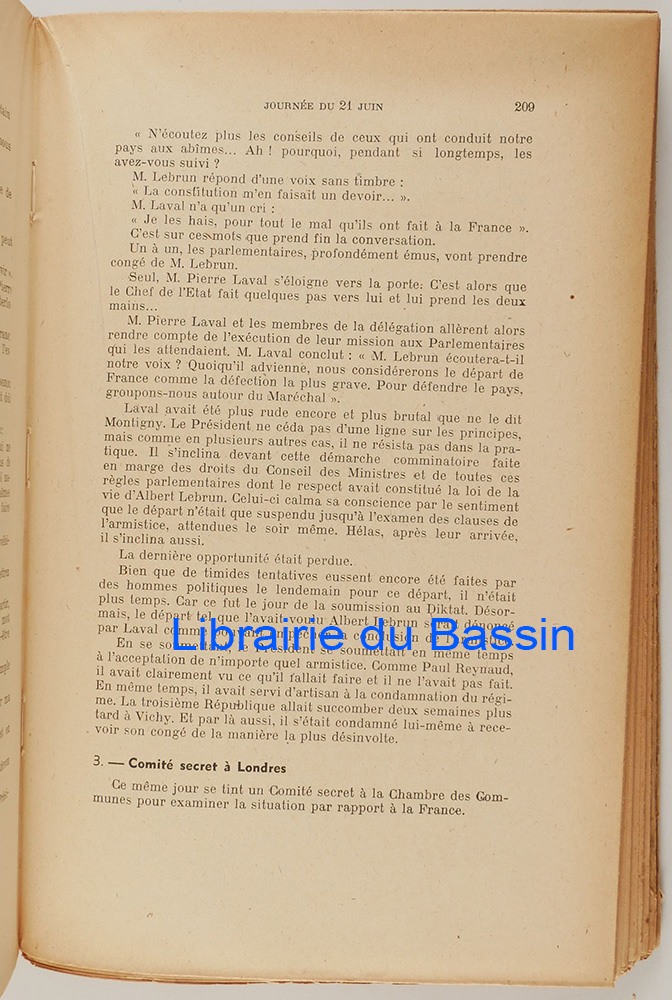 JOURNÉE DU 21 JUIN 209
« N'écoutez plus les conseils de ceux qui ont conduit notre
pays aux abîmes... Ah ! pourquoi, pendant si longtemps, les
avez-vous suivi ?
M. Lebrun répond d'une voix sans timbre :
« La constitution m'en faisait un devoir... ».
M. Laval n'a qu'un cri :
« Je les hais, pour tout le mal qu'ils ont fait à la France ».
C'est sur ces mots que prend fin la conversation.
Un à un, les parlementaires, profondément émus, vont prendre
congé de M. Lebrun.
Seul, M. Pierre Laval s'éloigne vers la porte. C'est alors que
le Chef de l'Etat fait quelques pas vers lui et lui prend les deux
mains...
M. Pierre Laval et les membres de la délégation allèrent alors
rendre compte de l'exécution de leur mission aux Parlementaires
qui les attendaient. M. Laval conclut : « M. Lebrun écoutera-t-il
notre voix ? Quoiqu'il advienne, nous considérerons le départ de
France comme la défection la plus grave. Pour défendre le pays,
groupons-nous autour du Maréchal ».
Laval avait été plus rude encore et plus brutal que ne le dit
Montigny. Le Président ne céda pas d'une ligne sur les principes,
mais comme en plusieurs autres cas, il ne résista pas dans la pra-
tique. Il s'inclina devant cette démarche comminatoire faite
en marge des droits du Conseil des Ministres et de toutes ces
règles parlementaires dont le respect avait constitué la loi de la
vie d'Albert Lebrun. Celui-ci calma sa conscience par le sentiment
que le départ n'était que suspendu jusqu'à l'examen des clauses de
l'armistice, attendues le soir même. Hélas, après leur arrivée,
il s'inclina aussi.
La dernière opportunité était perdue.
Bien que de timides tentatives eussent encore été faites par
des hommes politiques le lendemain pour ce départ, il n'était
plus temps. Car ce fut le jour de la soumission au Diktat. Désor-
mais, le départ tel que l'avait voulu Albert Lebrun sera dénoncé
par Laval comme la conclusion de l'armistice.
Librairie du Bassin
En se soumettant, le Président se soumettait en même temps
à l'acceptation de n'importe quel armistice. Comme Paul Reynaud,
il avait clairement vu ce qu'il fallait faire et il ne l'avait pas fait.
En même temps, il avait servi d'artisan à la condamnation du régi-
me. La troisième République allait succomber deux semaines plus
tard à Vichy. Et par là aussi, il s'était condamné lui-même à rece-
voir son congé de la manière la plus désinvolte.
3. — Comité secret à Londres
Ce même jour se tint un Comité secret à la Chambre des Com-
munes pour examiner la situation par rapport à la France.